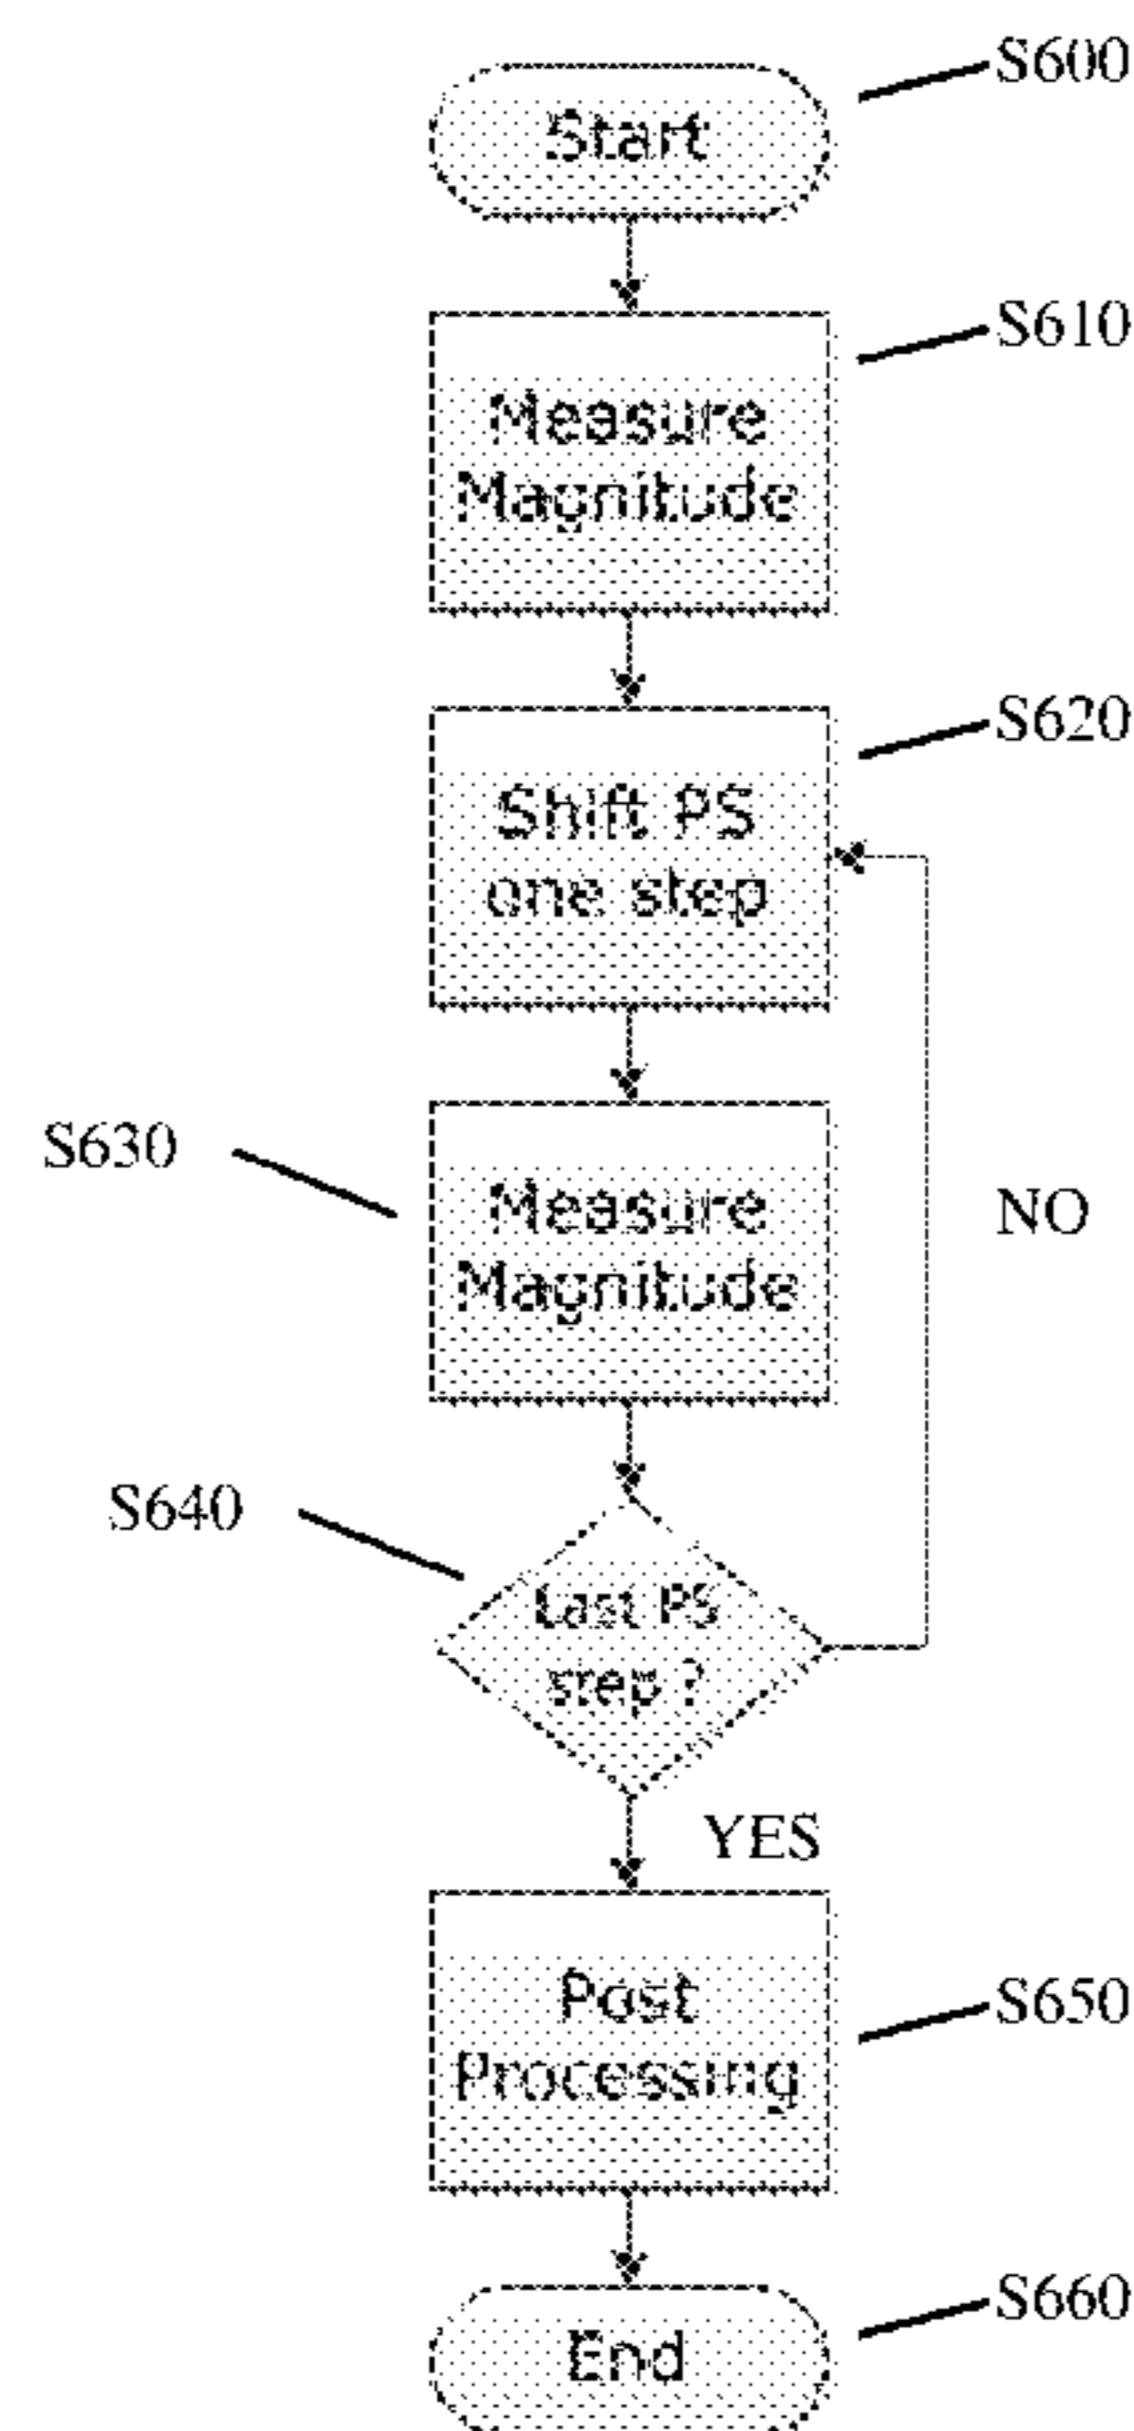 S600
Start
S610
Measure
Magnitude
S620
Shift PS
one step
S630
Measure
Magnitude
NO
S640
Last PS
step ?
YES
Post
Processing
S650
S660
End